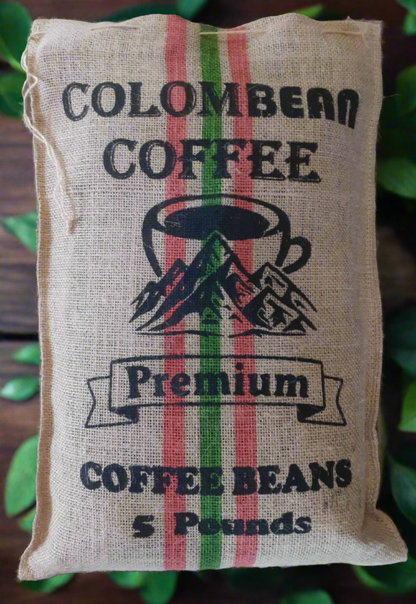 COLOMBEAN
COFFEE
Premium
COFFEE BEANS
5 Pounds